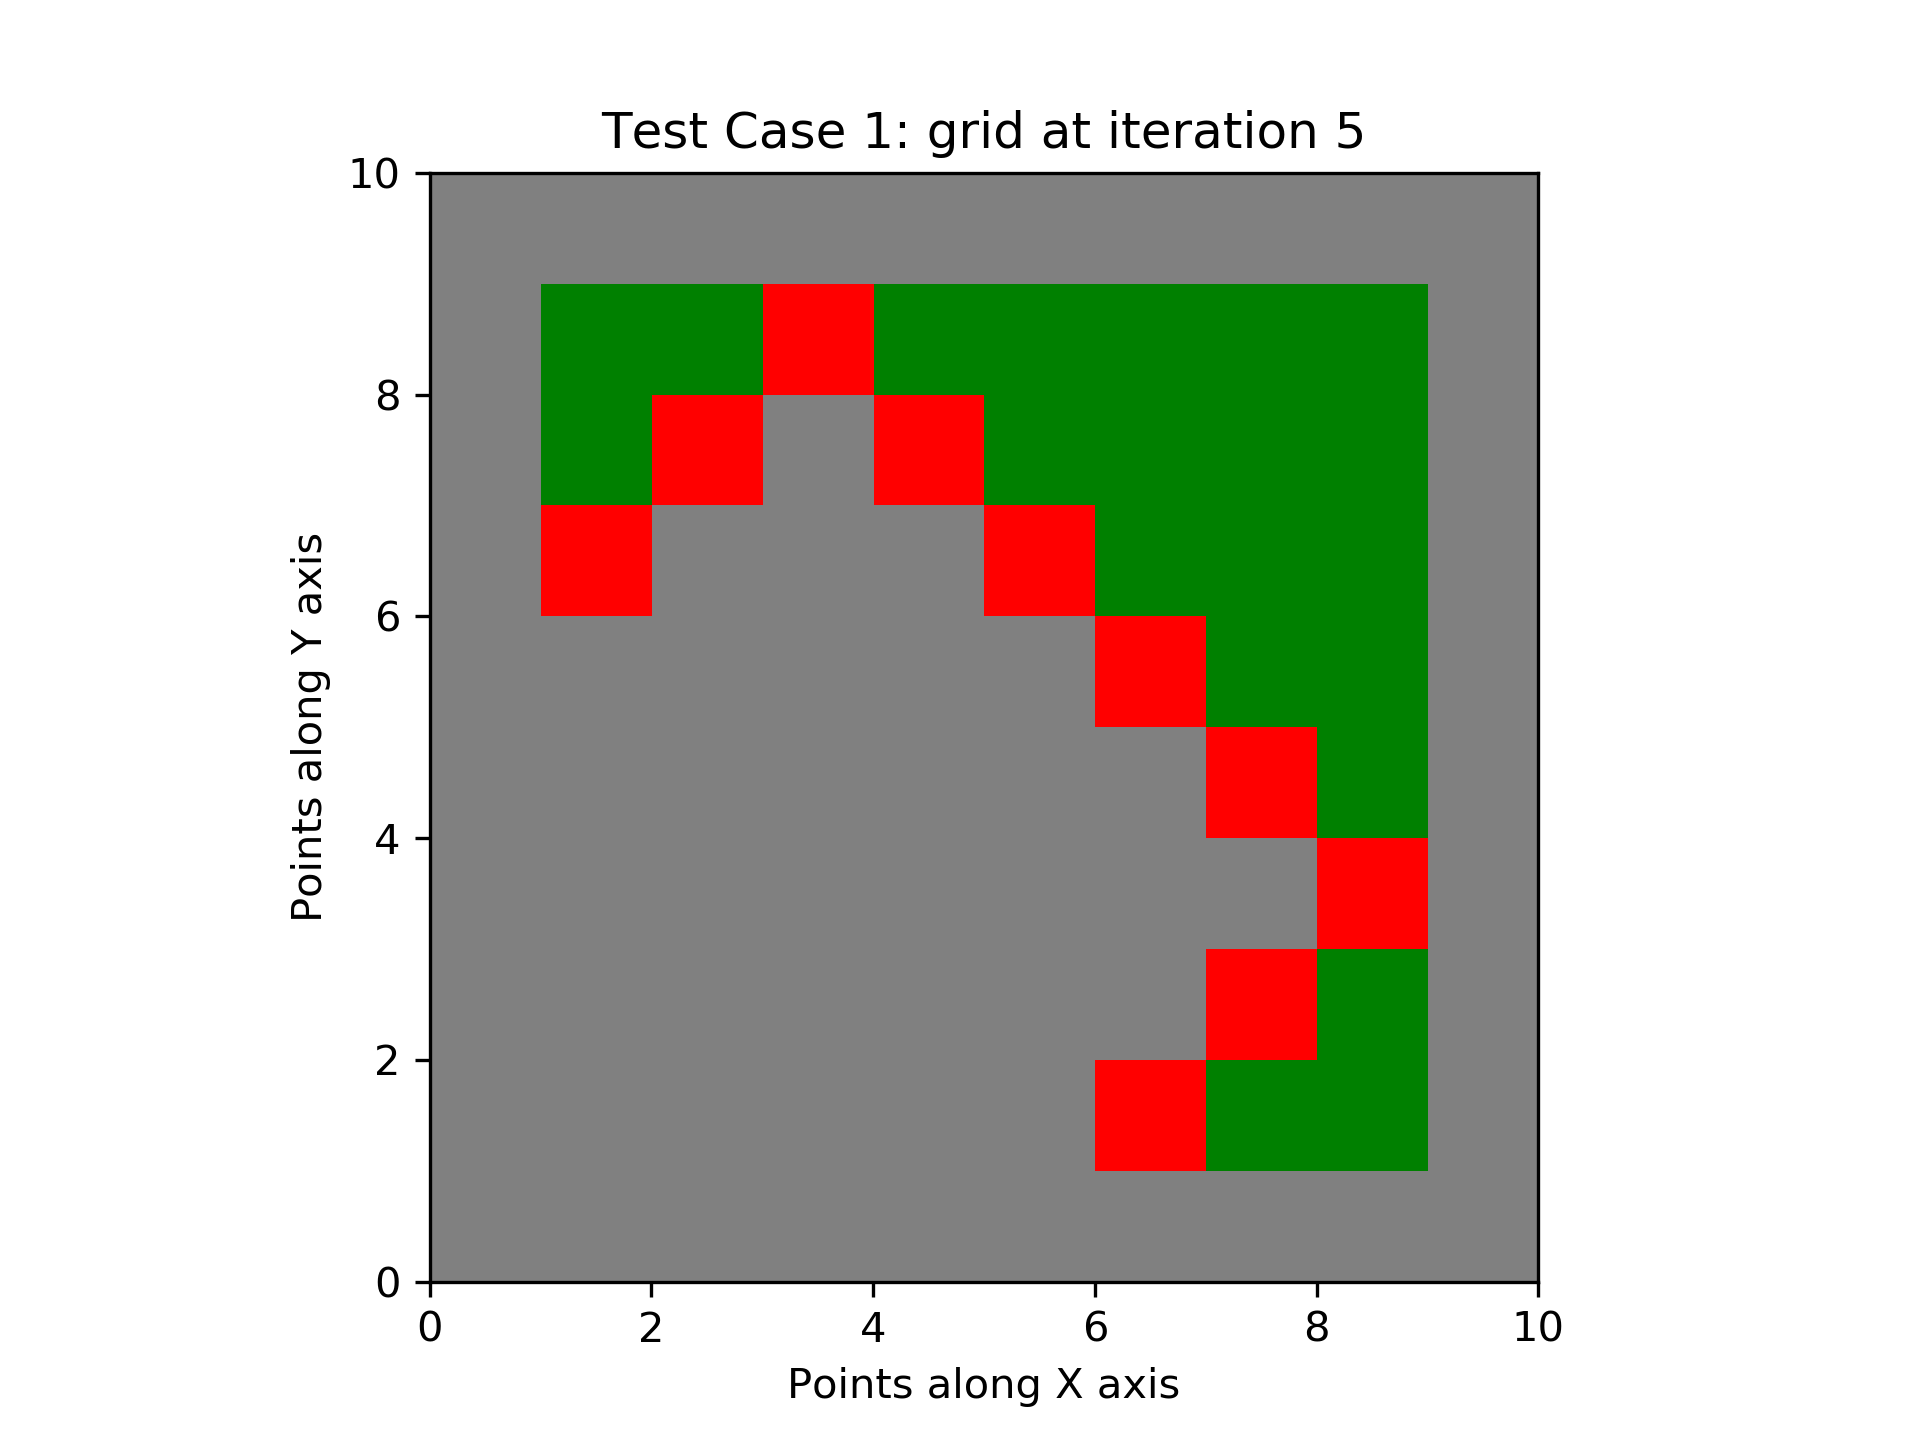 Test Case 1: grid at iteration 5
10
8
6
4
2
0
Points along Y axis
0 2 4 6 8 10
Points along X axis